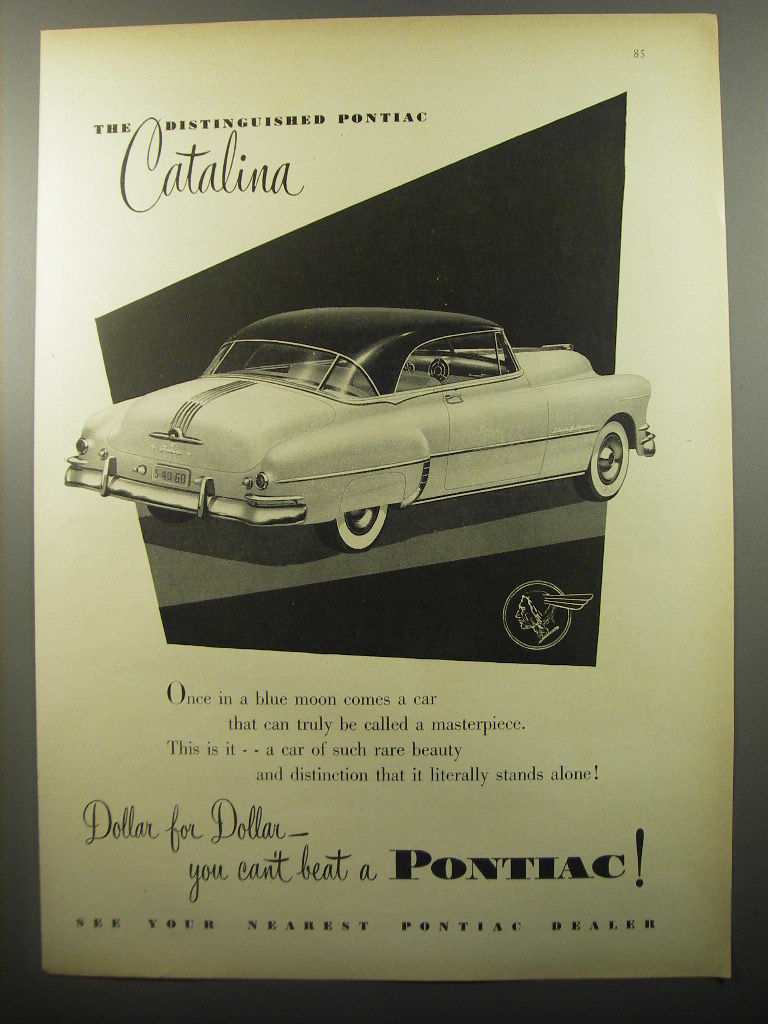 85
THE DISTINGUISHED PONTIAC
Catalina
S·40·60
Once in a blue moon comes a car
that can truly be called a masterpiece.
This is it - - a car of such rare beauty
and distinction that it literally stands alone!
Dollar for Dollar—
you can't beat a PONTIAC!
SEE YOUR NEAREST PONTIAC DEALER